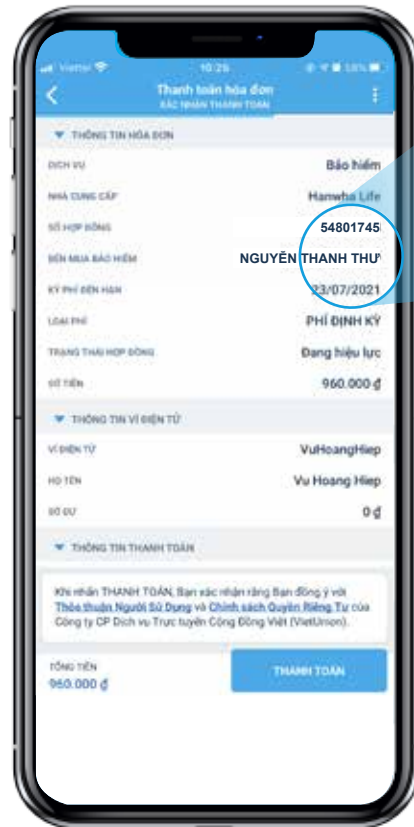 Viettel 10:25
Thanh toán hóa đơn
XÁC NHẬN THANH TOÁN
THÔNG TIN HÓA ĐƠN
DỊCH VỤ Bảo hiểm
NHÀ CUNG CẤP Hanwha Life
SỐ HỢP ĐỒNG 54801745
BÊN MUA BẢO HIỂM NGUYỄN THANH THƯ
KỲ PHÍ ĐẾN HẠN 23/07/2021
LOẠI PHÍ PHÍ ĐỊNH KỲ
TRẠNG THÁI HỢP ĐỒNG Đang hiệu lực
SỐ TIỀN 960.000 ₫
THÔNG TIN VÍ ĐIỆN TỬ
VÍ ĐIỆN TỬ VuHoangHiep
HỌ TÊN Vu Hoang Hiep
SỐ DƯ 0 ₫
THÔNG TIN THANH TOÁN
Khi nhấn THANH TOÁN, Bạn xác nhận rằng Bạn đồng ý với
Thỏa thuận Người Sử Dụng và Chính sách Quyền Riêng Tư của
Công ty CP Dịch vụ Trực tuyến Cộng Đồng Việt (VietUnion).
TỔNG TIỀN
960.000 ₫
THANH TOÁN